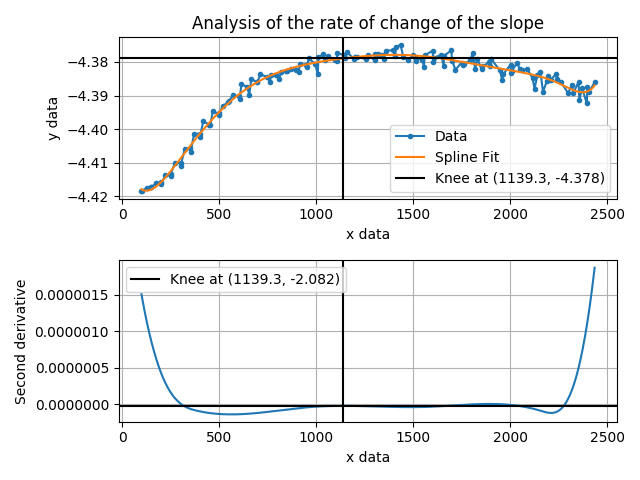 Analysis of the rate of change of the slope
y data
−4.38
−4.39
−4.40
−4.41
−4.42
Data
Spline Fit
Knee at (1139.3, -4.378)
0 500 1000 1500 2000 2500
x data
Second derivative
0.0000015
0.0000010
0.0000005
0.0000000
Knee at (1139.3, -2.082)
0 500 1000 1500 2000 2500
x data